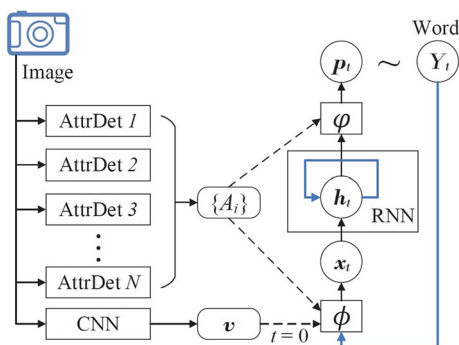 Word
Image
p_t ~ Y_t
AttrDet 1
φ
AttrDet 2
{A_i}
AttrDet 3
h_t
RNN
AttrDet N
x_t
CNN
v
t = 0
ϕ